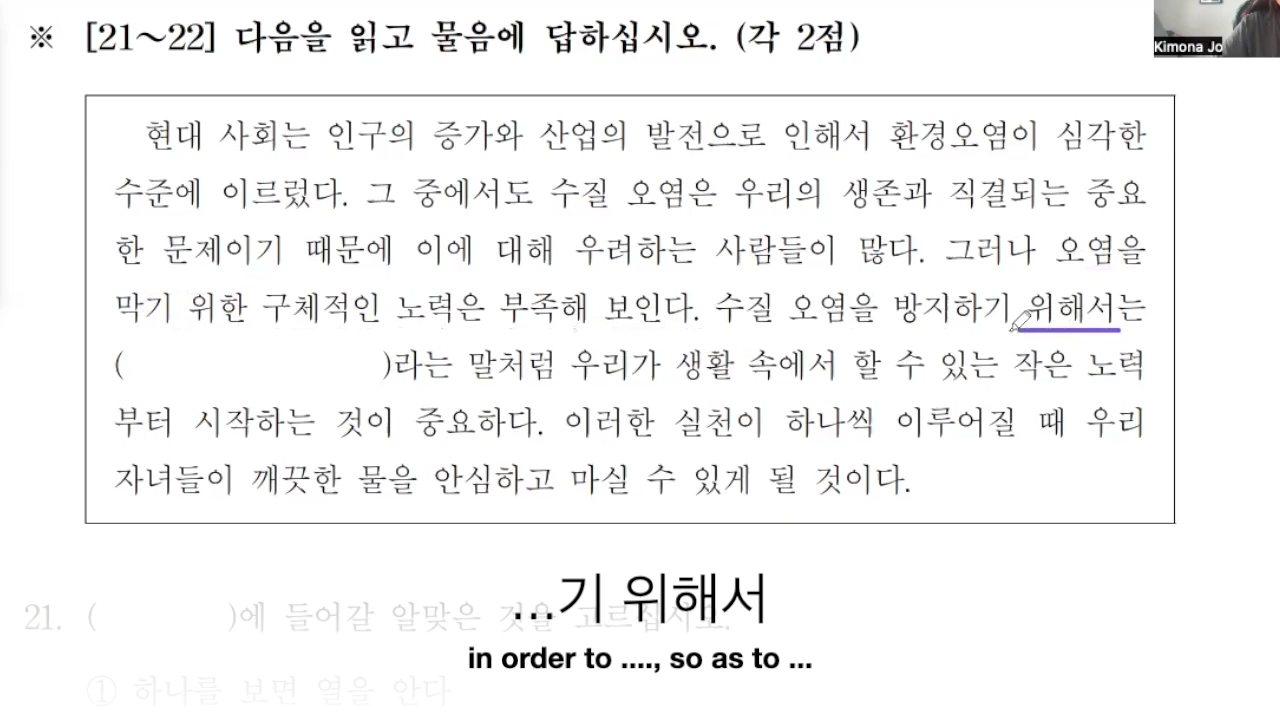 ※ [21～22] 다음을 읽고 물음에 답하십시오. (각 2점)
Kimona Jo
현대 사회는 인구의 증가와 산업의 발전으로 인해서 환경오염이 심각한
수준에 이르렀다. 그 중에서도 수질 오염은 우리의 생존과 직결되는 중요
한 문제이기 때문에 이에 대해 우려하는 사람들이 많다. 그러나 오염을
막기 위한 구체적인 노력은 부족해 보인다. 수질 오염을 방지하기 위해서는
( )라는 말처럼 우리가 생활 속에서 할 수 있는 작은 노력
부터 시작하는 것이 중요하다. 이러한 실천이 하나씩 이루어질 때 우리
자녀들이 깨끗한 물을 안심하고 마실 수 있게 될 것이다.
...기 위해서
21. ( )에 들어갈 알맞은 것을 고르십시오.
in order to ...., so as to ...
① 하나를 보면 열을 안다